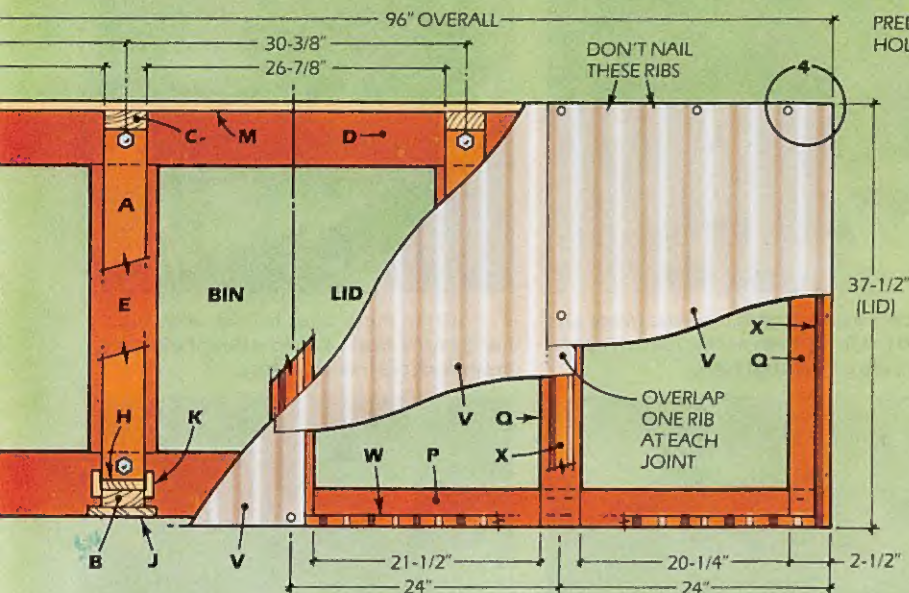 96" OVERALL
30-3/8"
26-7/8"
DON'T NAIL
THESE RIBS
4
HOL
C
M
D
A
E
BIN
LID
37-1/2"
(LID)
X
V
Q
V
Q
OVERLAP
ONE RIB
AT EACH
JOINT
H
K
W
P
X
B
J
V
21-1/2"
20-1/4"
2-1/2"
24"
24"